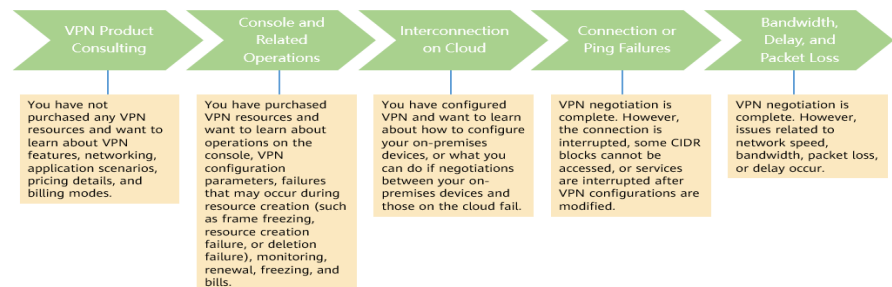 VPN Product
Consulting
Console and
Related
Operations
Interconnection
on Cloud
Connection or
Ping Failures
Bandwidth,
Delay, and
Packet Loss
You have not
purchased any VPN
resources and want to
learn about VPN
features, networking,
application scenarios,
pricing details, and
billing modes.
You have purchased
VPN resources and
want to learn about
operations on the
console, VPN
configuration
parameters, failures
that may occur during
resource creation (such
as frame freezing,
resource creation
failure, or deletion
failure), monitoring,
renewal, freezing, and
bills.
You have configured
VPN and want to learn
about how to configure
your on-premises
devices, or what you
can do if negotiations
between your on-
premises devices and
those on the cloud fail.
VPN negotiation is
complete. However,
the connection is
interrupted, some CIDR
blocks cannot be
accessed, or services
are interrupted after
VPN configurations are
modified.
VPN negotiation is
complete. However,
issues related to
network speed,
bandwidth, packet loss,
or delay occur.